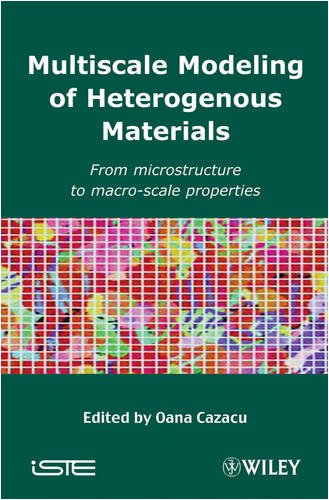 Multiscale Modeling
of Heterogenous
Materials
From microstructure
to macro-scale properties
Edited by Oana Cazacu
iSTE
WILEY